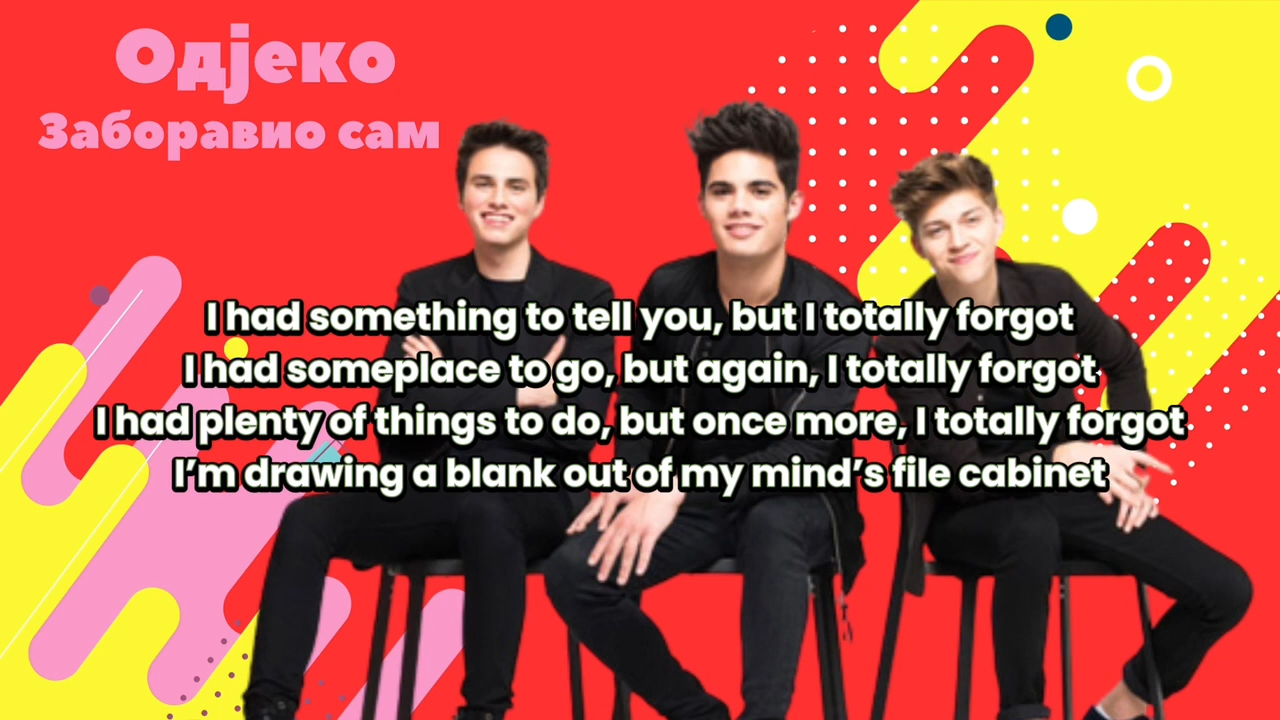 Одјеко
Заборавио сам
I had something to tell you, but I totally forgot
I had someplace to go, but again, I totally forgot
I had plenty of things to do, but once more, I totally forgot
I’m drawing a blank out of my mind’s file cabinet